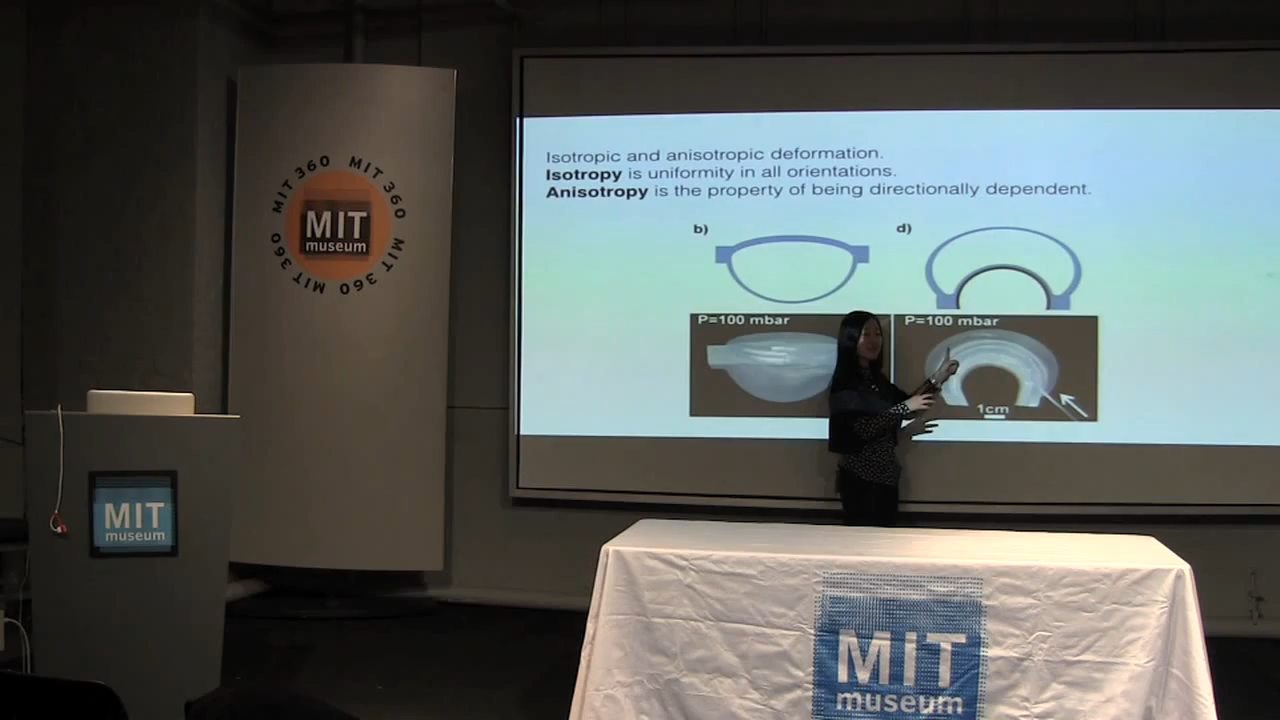 MIT 360 MIT 360 MIT 360 MIT 360
MIT
museum
Isotropic and anisotropic deformation.
Isotropy is uniformity in all orientations.
Anisotropy is the property of being directionally dependent.
b)
d)
P=100 mbar
P=100 mbar
1cm
MIT
museum
MIT
museum